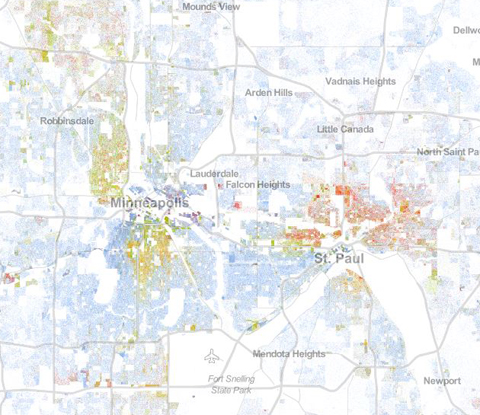 Mounds View
Dellwo
Vadnais Heights
Arden Hills
Robbinsdale
Little Canada
North Saint Pa
Lauderdale
Falcon Heights
Minneapolis
St. Paul
Mendota Heights
Fort Snelling
State Park
Newport